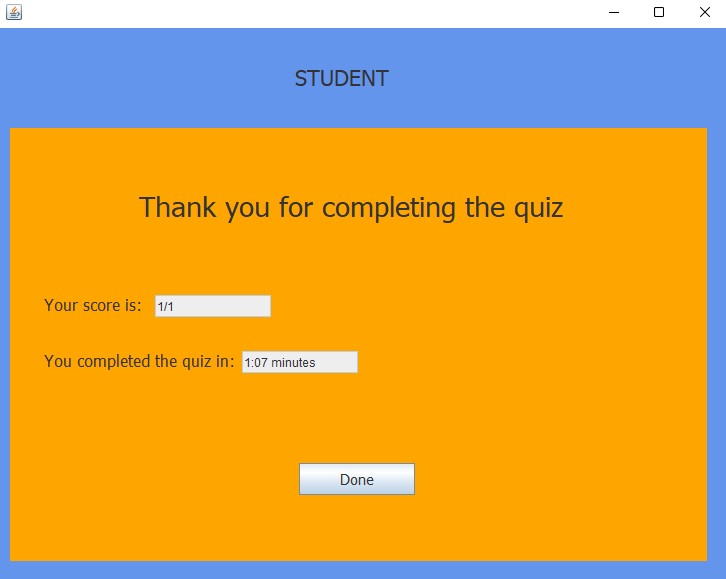 STUDENT
Thank you for completing the quiz
Your score is: 1/1
You completed the quiz in: 1:07 minutes
Done